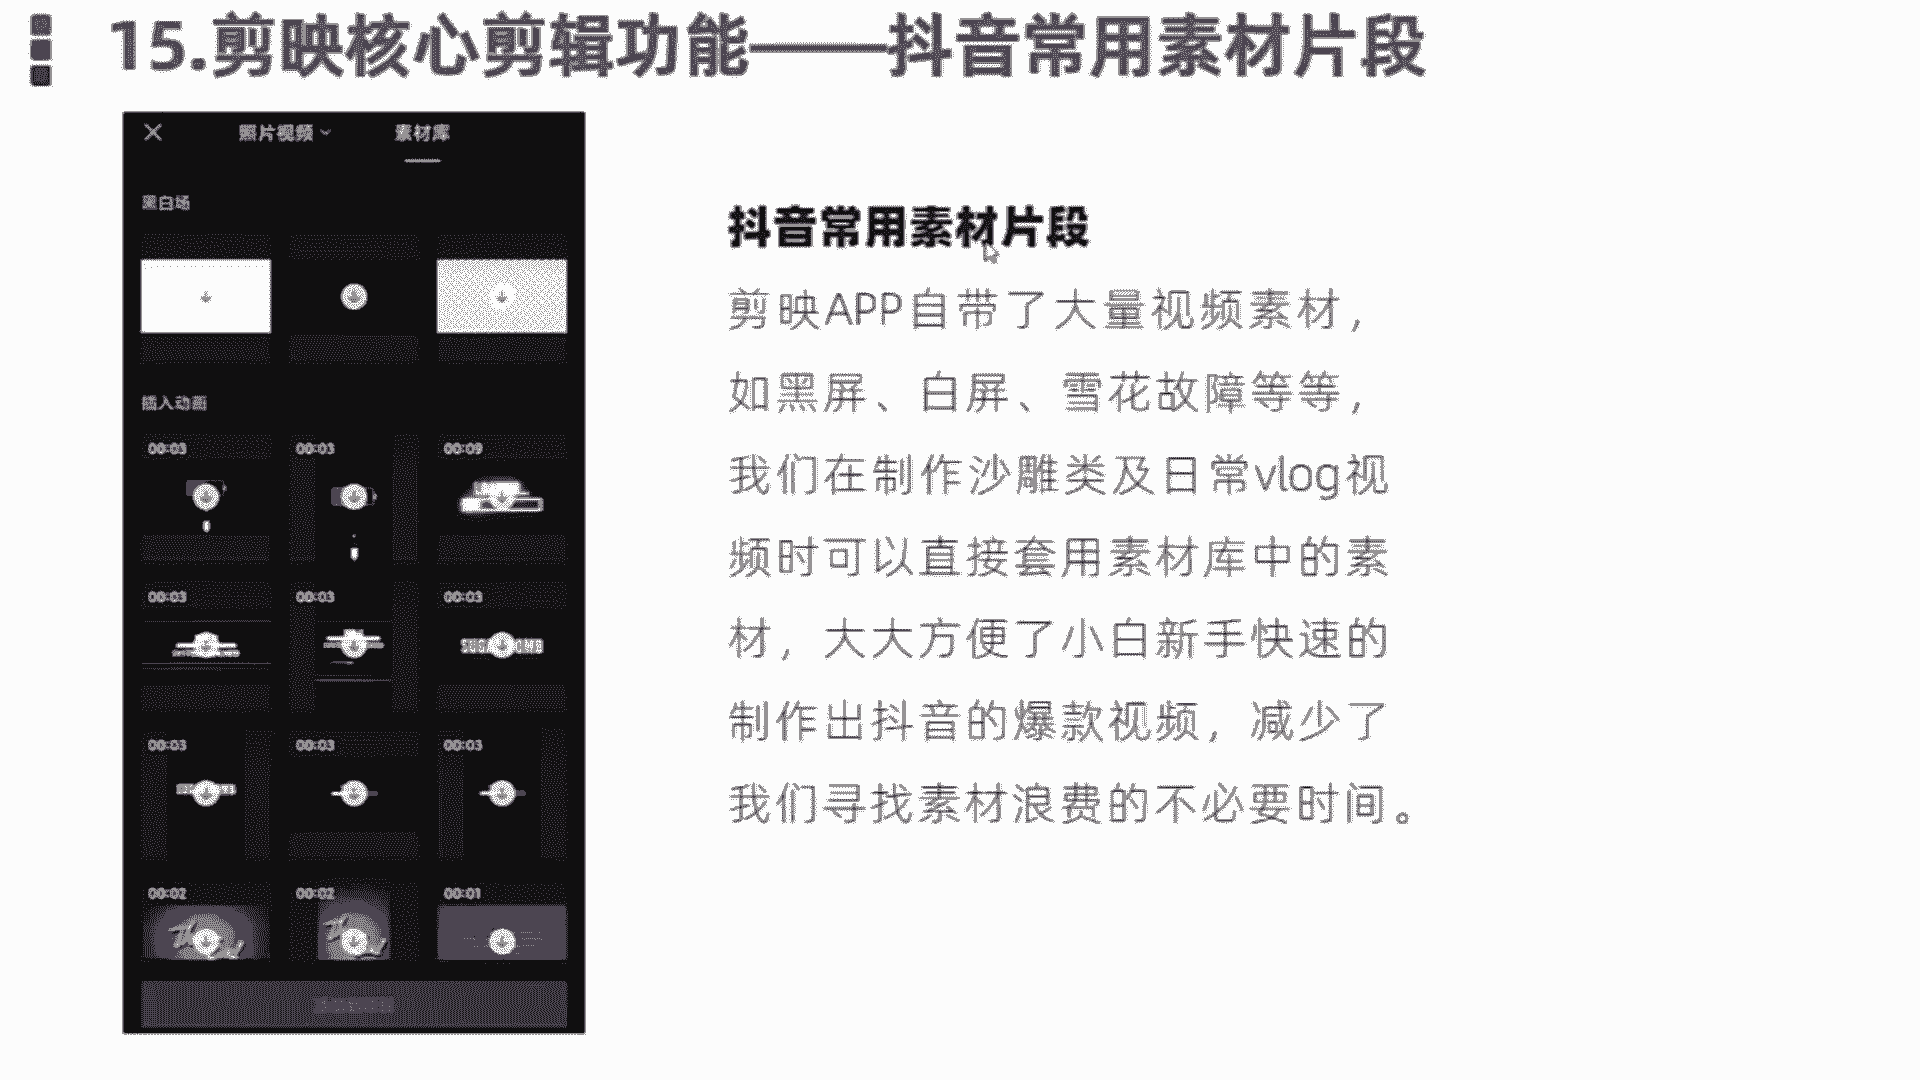 15.剪映核心剪辑功能——抖音常用素材片段
照片视频
素材库
黑白场
插入动画
00:03
00:03
00:09
00:03
00:03
00:03
00:03
00:03
00:03
00:02
00:02
00:01
抖音常用素材片段
剪映APP自带了大量视频素材，
如黑屏、白屏、雪花故障等等，
我们在制作沙雕类及日常vlog视
频时可以直接套用素材库中的素
材，大大方便了小白新手快速的
制作出抖音的爆款视频，减少了
我们寻找素材浪费的不必要时间。